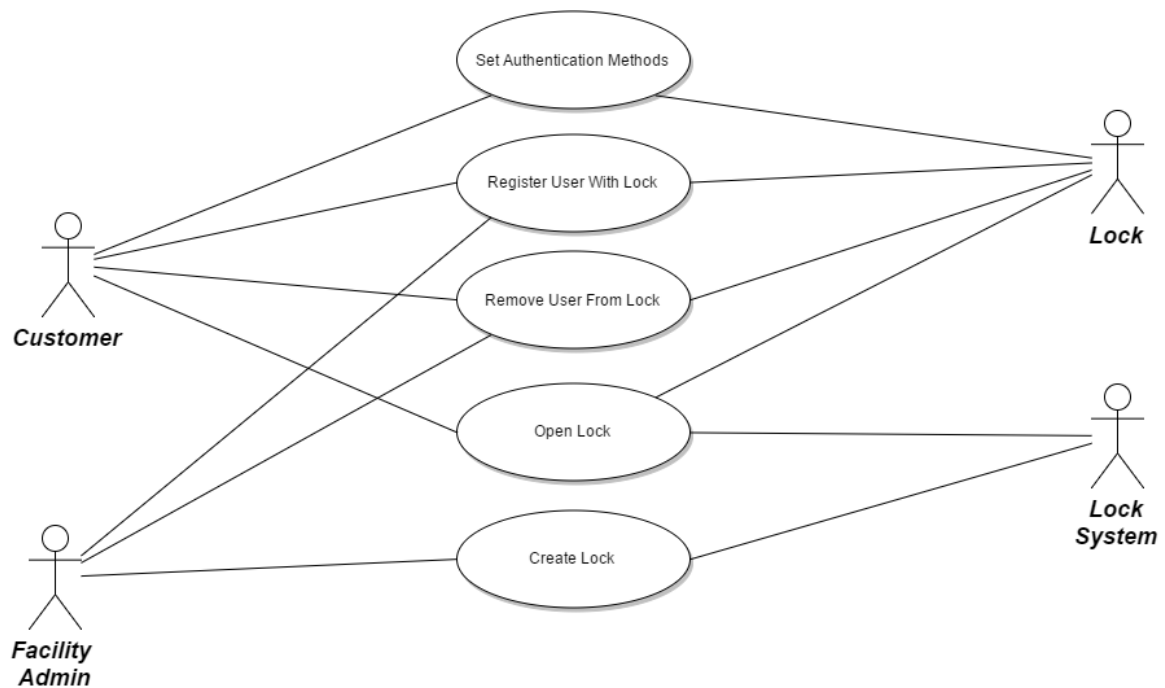 Set Authentication Methods
Register User With Lock
Lock
Customer
Remove User From Lock
Open Lock
Lock
System
Create Lock
Facility
Admin